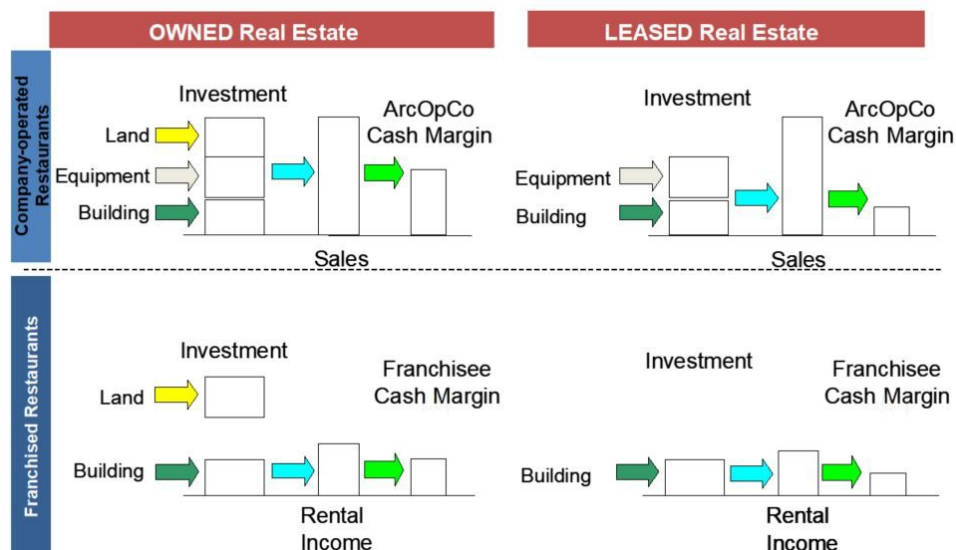 OWNED Real Estate
LEASED Real Estate
Company-operated
Restaurants
Investment
ArcOpCo
Cash Margin
Land
Equipment
Building
Sales
Investment
ArcOpCo
Cash Margin
Equipment
Building
Sales
Franchised Restaurants
Investment
Franchisee
Cash Margin
Land
Building
Rental
Income
Investment
Franchisee
Cash Margin
Building
Rental
Income